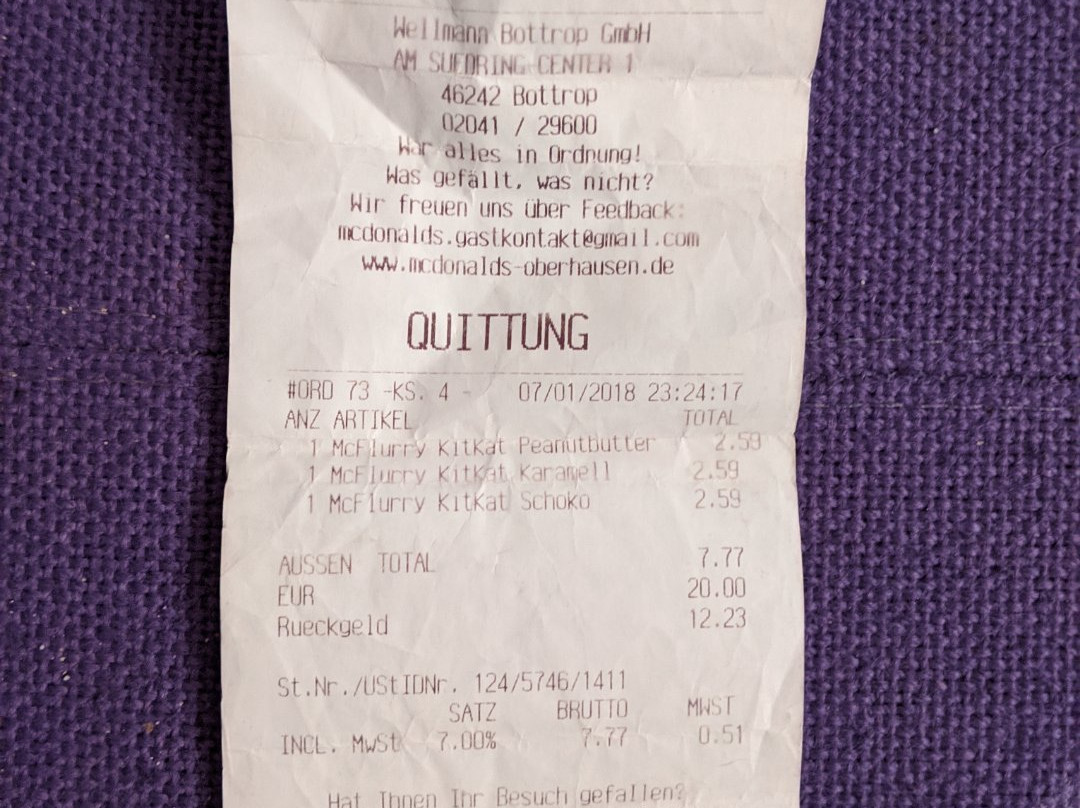 Wellmann Bottrop GmbH
AM SUEDRING CENTER 1
46242 Bottrop
02041 / 29600
War alles in Ordnung!
Was gefällt, was nicht?
Wir freuen uns über Feedback:
mcdonalds.gastkontakt@gmail.com
www.mcdonalds-oberhausen.de
QUITTUNG
#ORD 73 -KS. 4 - 07/01/2018 23:24:17
ANZ ARTIKEL TOTAL
1 McFlurry KitKat Peanutbutter 2.59
1 McFlurry KitKat Karamell 2.59
1 McFlurry KitKat Schoko 2.59
AUSSEN TOTAL 7.77
EUR 20.00
Rueckgeld 12.23
St.Nr./UStIDNr. 124/5746/1411
SATZ BRUTTO MWST
INCL. MwSt 7.00% 7.77 0.51
Hat Ihnen Ihr Besuch gefallen?